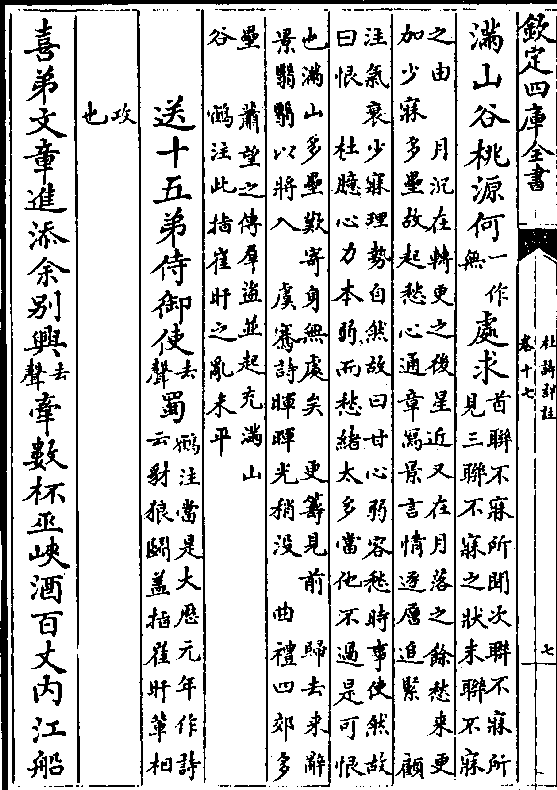 欽定四庫全書
杜詩詳註
卷十七
七
滿山谷桃源何一作無處求首聯不寐所聞次聯不寐所
見三聯不寐之狀末聯不寐
之由 月沉在轉更之後星近又在月落之餘愁來更
加少寐多壘故起愁心通章寫景言情逐層追緊 顧
注氣衰少寐理勢自然故曰甘心弱容愁時事使然故
曰恨 杜臆心力本弱而愁緒太多當他不過是可恨
也滿山多壘歎寄身無處矣 更籌見前 歸去來辭
景翳翳以將入 虞騫詩暉暉光稍沒 曲禮四郊多
壘 蕭望之傳羣盜並起充滿山
谷 鶴注此指崔旰之亂未平
送十五弟侍御使去聲蜀鶴注當是大歷元年作詩
云豺狼鬬蓋指崔旰軰相
攻
也
喜弟文章進添余別興去聲牽數杯巫峽酒百丈內江船